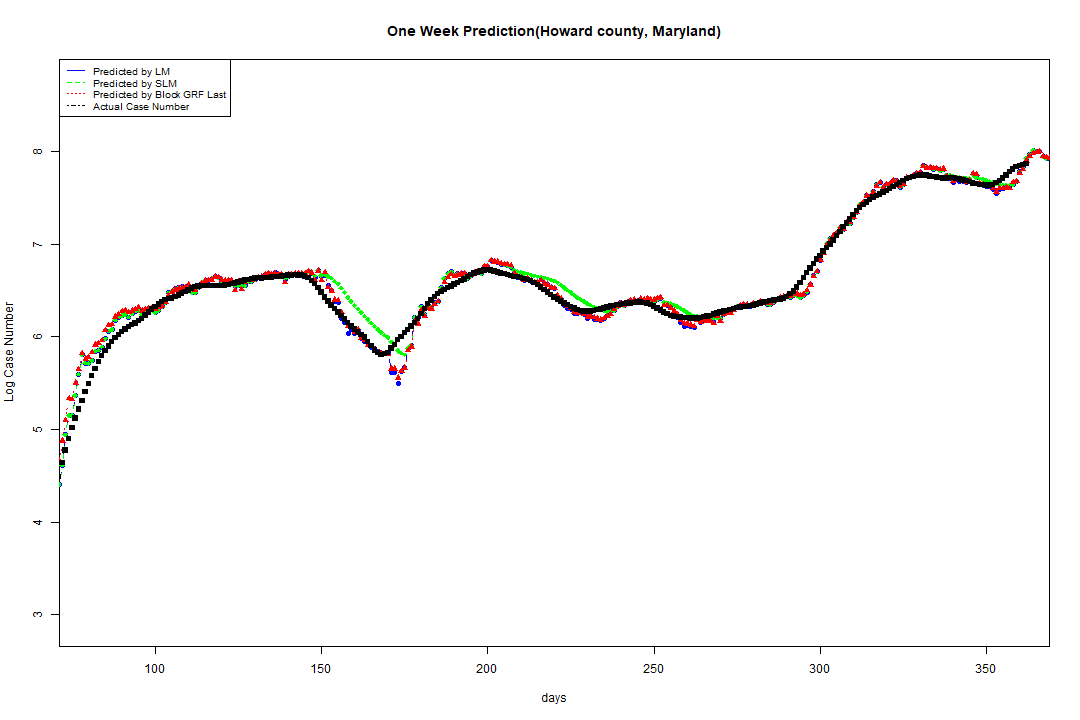 One Week Prediction(Howard county, Maryland)
Predicted by LM
Predicted by SLM
Predicted by Block GRF Last
Actual Case Number
8
7
6
5
4
3
Log Case Number
100 150 200 250 300 350
days